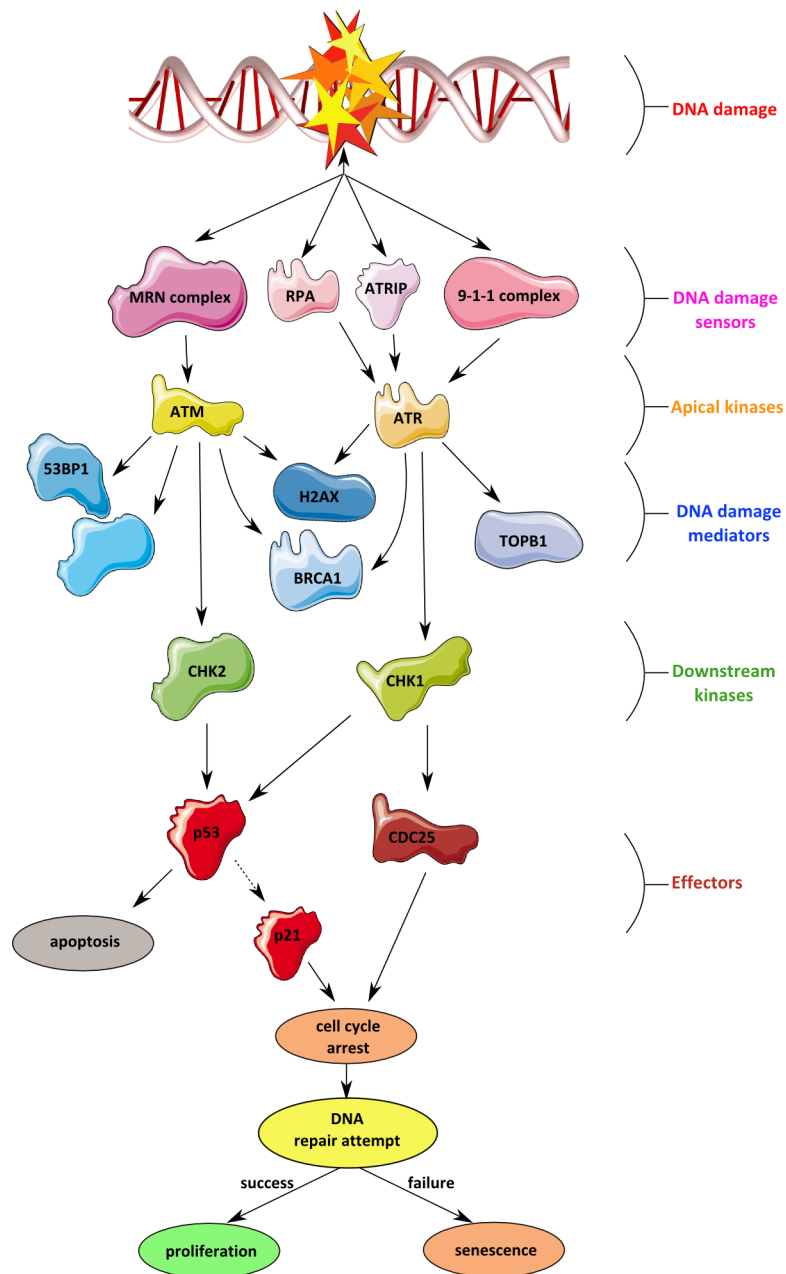 DNA damage
MRN complex
RPA
ATRIP
9-1-1 complex
DNA damage
sensors
ATM
ATR
Apical kinases
53BP1
H2AX
BRCA1
TOPB1
DNA damage
mediators
CHK2
CHK1
Downstream
kinases
p53
CDC25
Effectors
apoptosis
p21
cell cycle
arrest
DNA
repair attempt
success
failure
proliferation
senescence